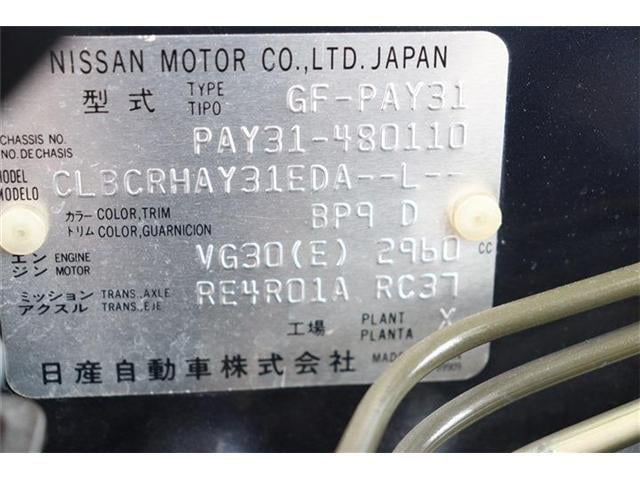 NISSAN MOTOR CO.,LTD. JAPAN
型式 TYPE TIPO GF-PAY31
CHASSIS NO. NO. DE CHASIS PAY31-480110
MODEL MODELO CLBCRHAY31EDA--L--
カラー COLOR,TRIM トリム COLOR,GUARNICION BP9 D
エンジン ENGINE MOTOR VG30(E) 2960 CC
ミッション TRANS.,AXLE アクスル TRANS.,EJE RE4R01A RC37
工場 PLANT PLANTA X
日産自動車株式会社 MADE